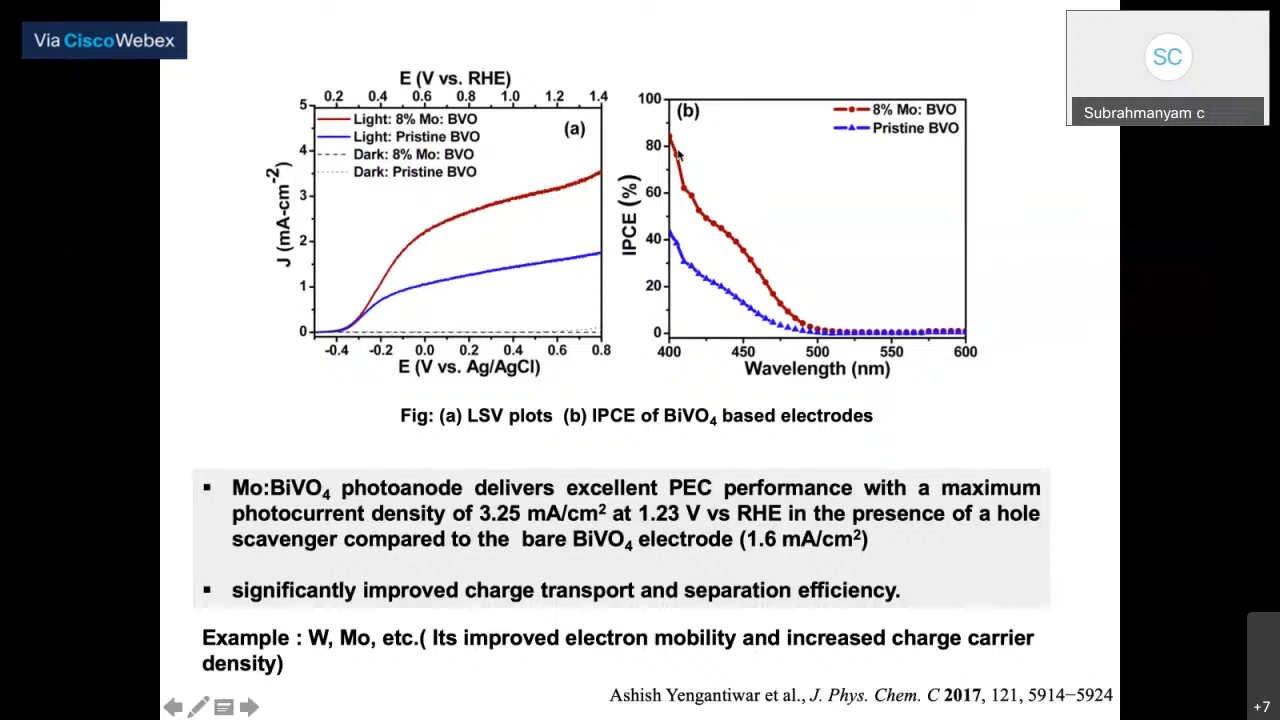 Via CiscoWebex
SC
Subrahmanyam c
E (V vs. RHE)
0.2 0.4 0.6 0.8 1.0 1.2 1.4
5
4
3
2
1
0
J (mA-cm-2)
Light: 8% Mo: BVO
Light: Pristine BVO
Dark: 8% Mo: BVO
Dark: Pristine BVO
(a)
-0.4 -0.2 0.0 0.2 0.4 0.6 0.8
E (V vs. Ag/AgCl)
100
80
60
40
20
0
IPCE (%)
(b)
8% Mo: BVO
Pristine BVO
400 450 500 550 600
Wavelength (nm)
Fig: (a) LSV plots (b) IPCE of BiVO4 based electrodes
▪ Mo:BiVO4 photoanode delivers excellent PEC performance with a maximum
photocurrent density of 3.25 mA/cm2 at 1.23 V vs RHE in the presence of a hole
scavenger compared to the bare BiVO4 electrode (1.6 mA/cm2)
▪ significantly improved charge transport and separation efficiency.
Example : W, Mo, etc.( Its improved electron mobility and increased charge carrier
density)
Ashish Yengantiwar et al., J. Phys. Chem. C 2017, 121, 5914−5924
+7